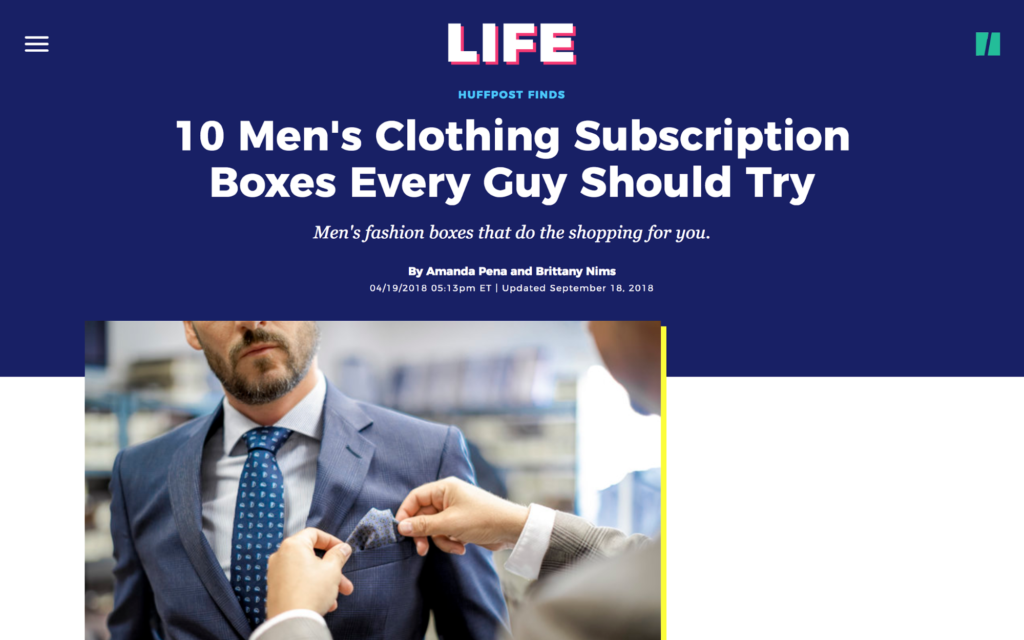 LIFE
HUFFPOST FINDS
10 Men's Clothing Subscription
Boxes Every Guy Should Try
Men's fashion boxes that do the shopping for you.
By Amanda Pena and Brittany Nims
04/19/2018 05:13pm ET | Updated September 18, 2018